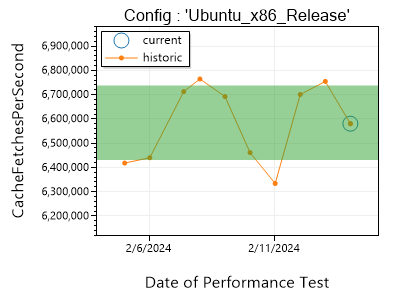 Config : 'Ubuntu_x86_Release'
current
historic
CacheFetchesPerSecond
6,900,000
6,800,000
6,700,000
6,600,000
6,500,000
6,400,000
6,300,000
6,200,000
2/6/2024
2/11/2024
Date of Performance Test